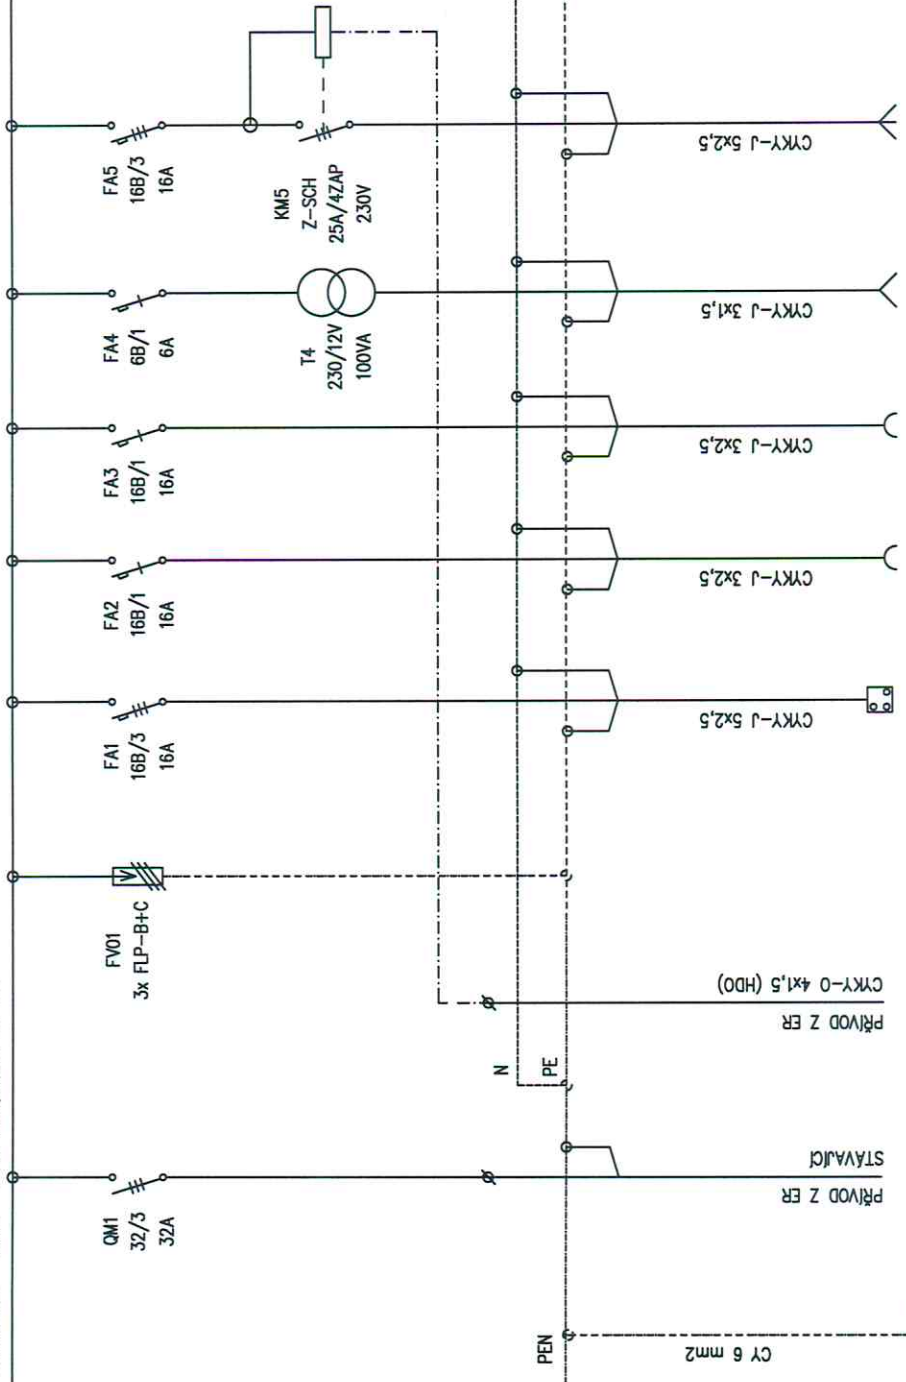 FA5
16B/3
16A
KM5
Z-SCH
25A/4ZAP
230V
CYKY-J 5x2,5
FA4
6B/1
6A
T4
230/12V
100VA
CYKY-J 3x1,5
FA3
16B/1
16A
CYKY-J 3x2,5
FA2
16B/1
16A
CYKY-J 3x2,5
FA1
16B/3
16A
CYKY-J 5x2,5
FV01
3x FLP-B+C
CYKY-O 4x1,5 (HDO)
PŘÍVOD Z ER
N
PE
QM1
32/3
32A
STÁVAJÍCÍ
PŘÍVOD Z ER
PEN
CY 6 mm2